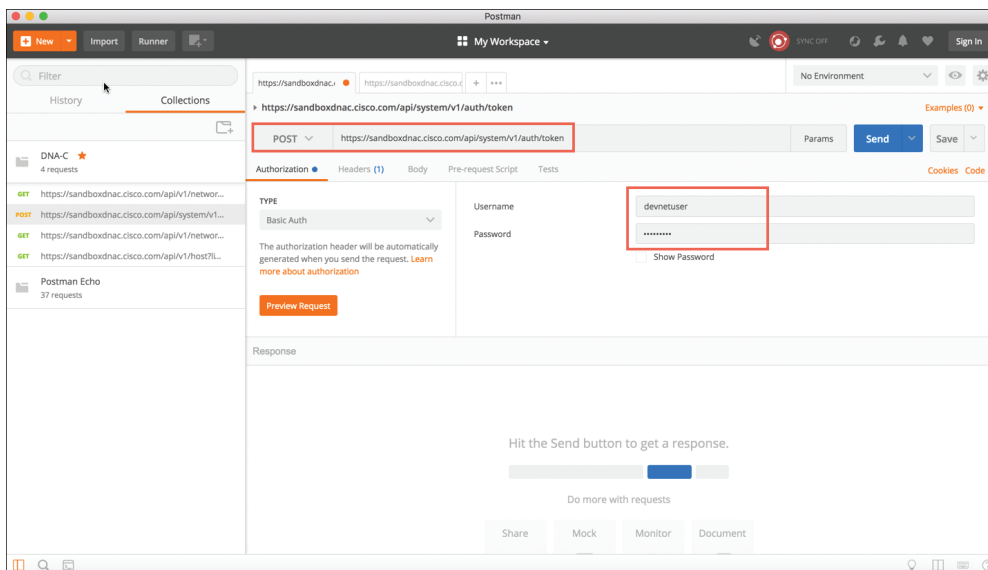 Postman
New
Import
Runner
My Workspace
SYNC OFF
Sign In
Filter
History
Collections
DNA-C
4 requests
GET https://sandboxdnac.cisco.com/api/v1/networ...
POST https://sandboxdnac.cisco.com/api/system/v1...
GET https://sandboxdnac.cisco.com/api/v1/networ...
GET https://sandboxdnac.cisco.com/api/v1/host?li...
Postman Echo
37 requests
https://sandboxdnac.c
https://sandboxdnac.cisco.c
No Environment
https://sandboxdnac.cisco.com/api/system/v1/auth/token
Examples (0)
POST
https://sandboxdnac.cisco.com/api/system/v1/auth/token
Params
Send
Save
Authorization
Headers (1)
Body
Pre-request Script
Tests
Cookies
Code
TYPE
Basic Auth
The authorization header will be automatically
generated when you send the request. Learn
more about authorization
Preview Request
Username
devnetuser
Password
•••••••••
Show Password
Response
Hit the Send button to get a response.
Do more with requests
Share
Mock
Monitor
Document